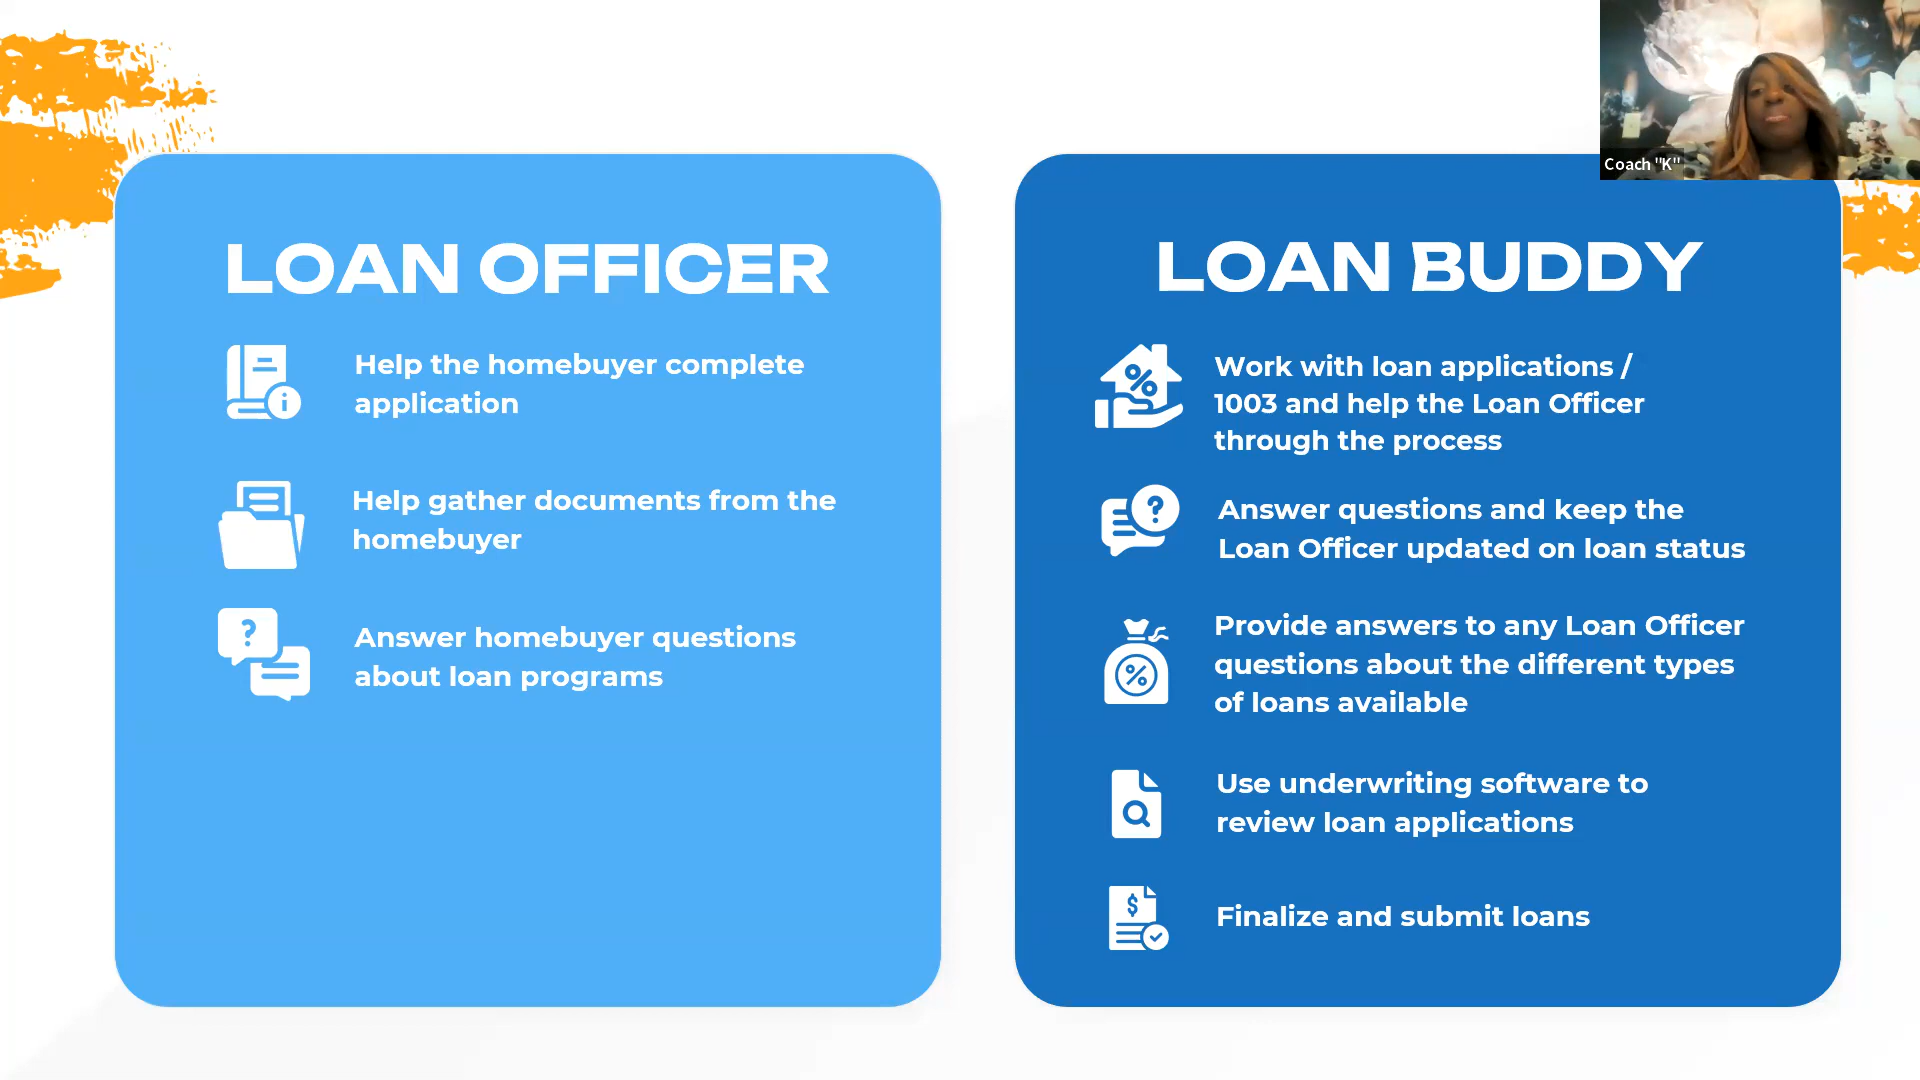 Coach "K"
LOAN OFFICER
Help the homebuyer complete
application
Help gather documents from the
homebuyer
Answer homebuyer questions
about loan programs
LOAN BUDDY
Work with loan applications /
1003 and help the Loan Officer
through the process
Answer questions and keep the
Loan Officer updated on loan status
Provide answers to any Loan Officer
questions about the different types
of loans available
Use underwriting software to
review loan applications
Finalize and submit loans